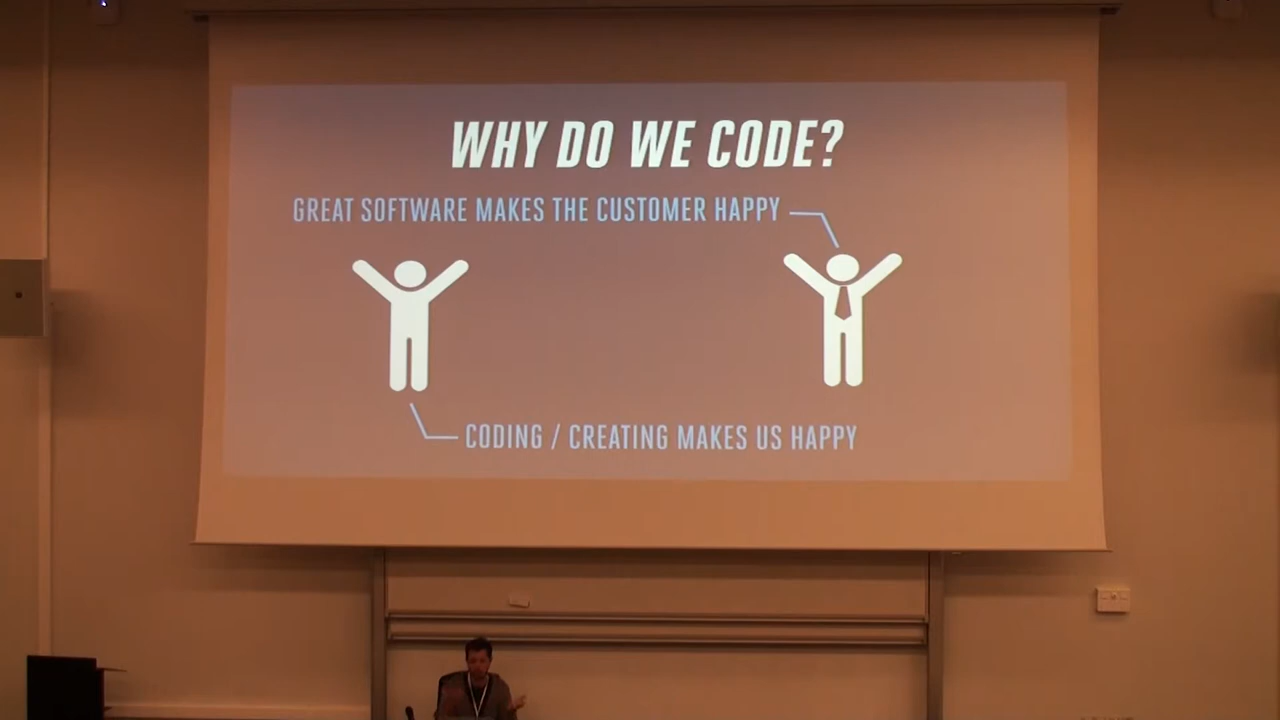 WHY DO WE CODE?
GREAT SOFTWARE MAKES THE CUSTOMER HAPPY
CODING / CREATING MAKES US HAPPY